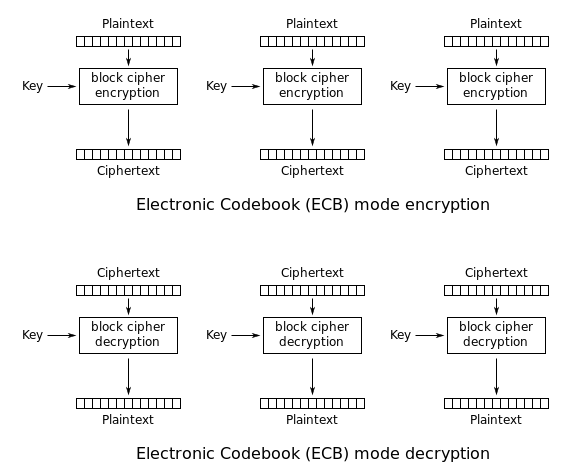 Plaintext Plaintext Plaintext
Key block cipher encryption Key block cipher encryption Key block cipher encryption
Ciphertext Ciphertext Ciphertext
Electronic Codebook (ECB) mode encryption
Ciphertext Ciphertext Ciphertext
Key block cipher decryption Key block cipher decryption Key block cipher decryption
Plaintext Plaintext Plaintext
Electronic Codebook (ECB) mode decryption